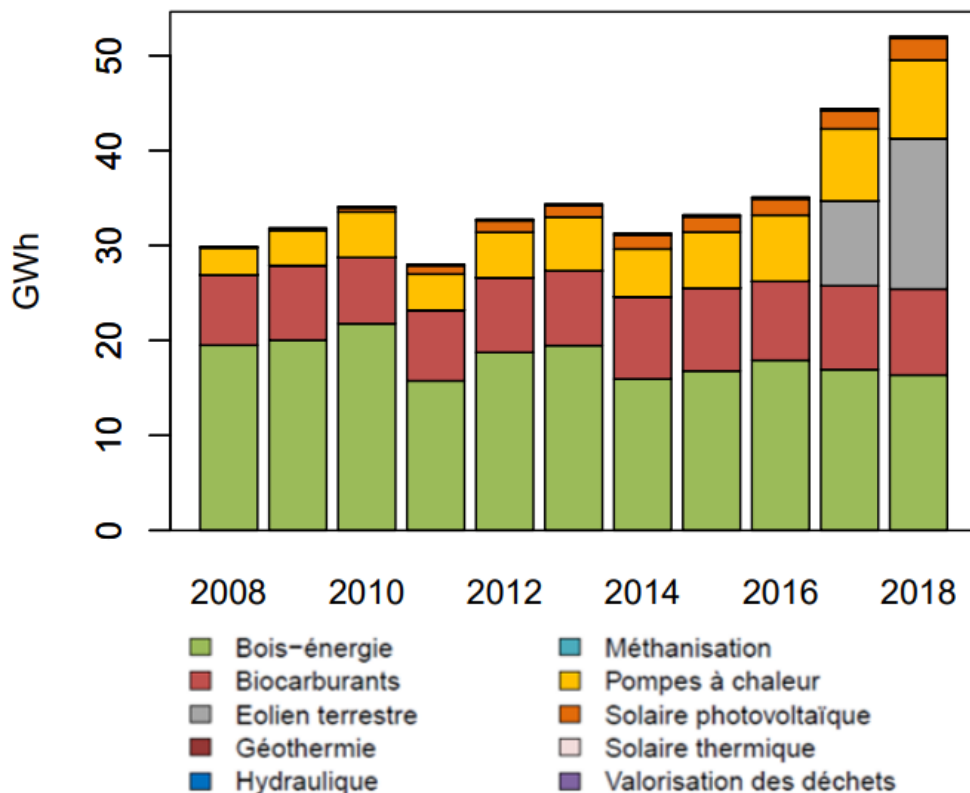 GWh
50
40
30
20
10
0
2008 2010 2012 2014 2016 2018
Bois−énergie
Biocarburants
Eolien terrestre
Géothermie
Hydraulique
Méthanisation
Pompes à chaleur
Solaire photovoltaïque
Solaire thermique
Valorisation des déchets